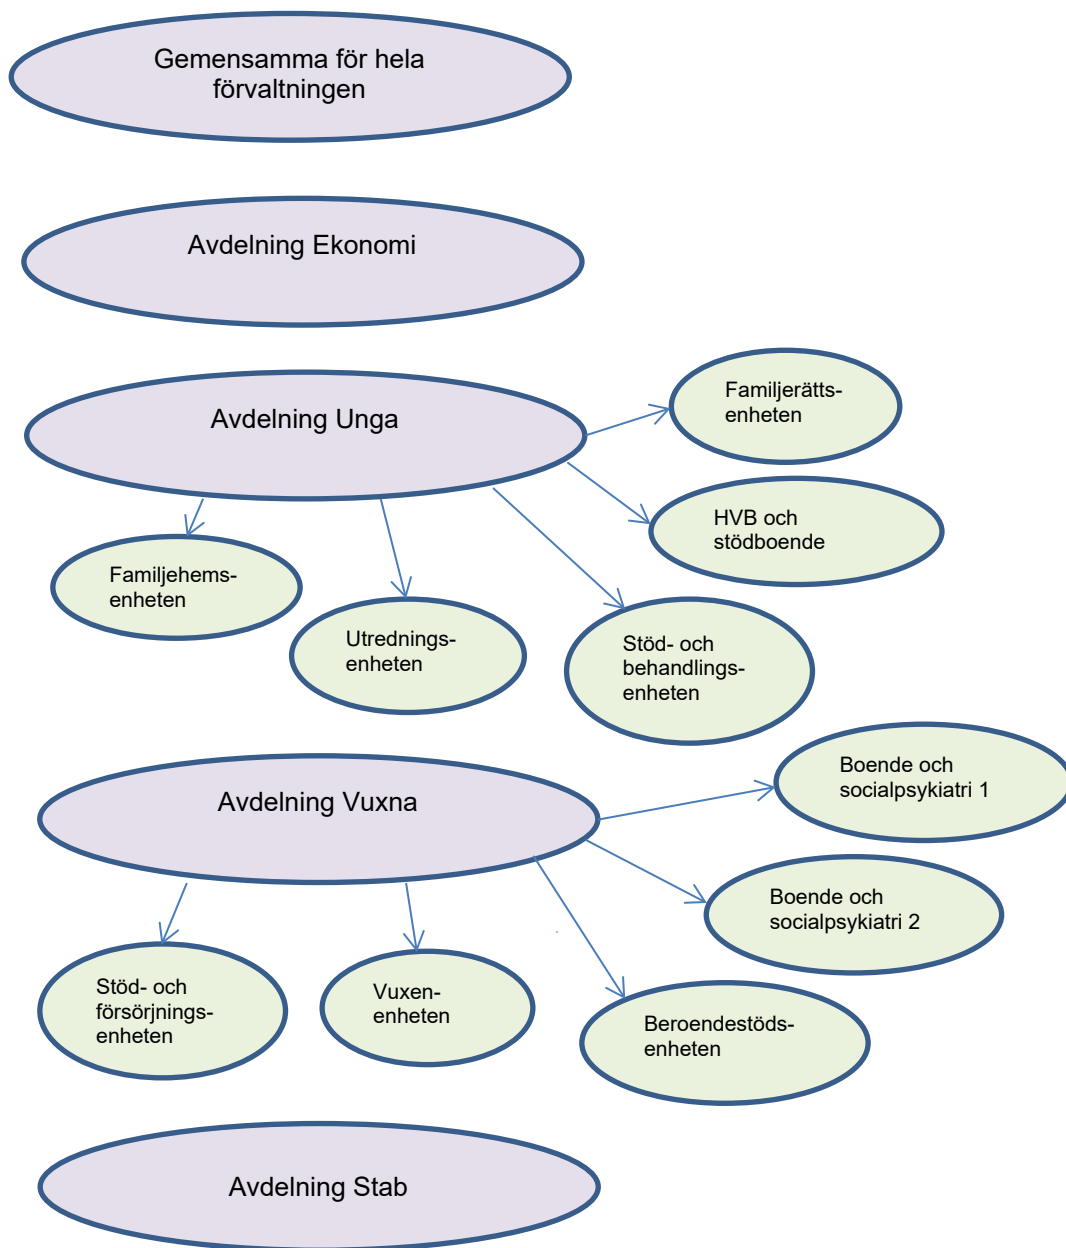 Gemensamma för hela
förvaltningen
Avdelning Ekonomi
Avdelning Unga
Familjerätts-
enheten
HVB och
stödboende
Familjehems-
enheten
Utrednings-
enheten
Stöd- och
behandlings-
enheten
Avdelning Vuxna
Boende och
socialpsykiatri 1
Boende och
socialpsykiatri 2
Stöd- och
försörjnings-
enheten
Vuxen-
enheten
Beroendestöds-
enheten
Avdelning Stab